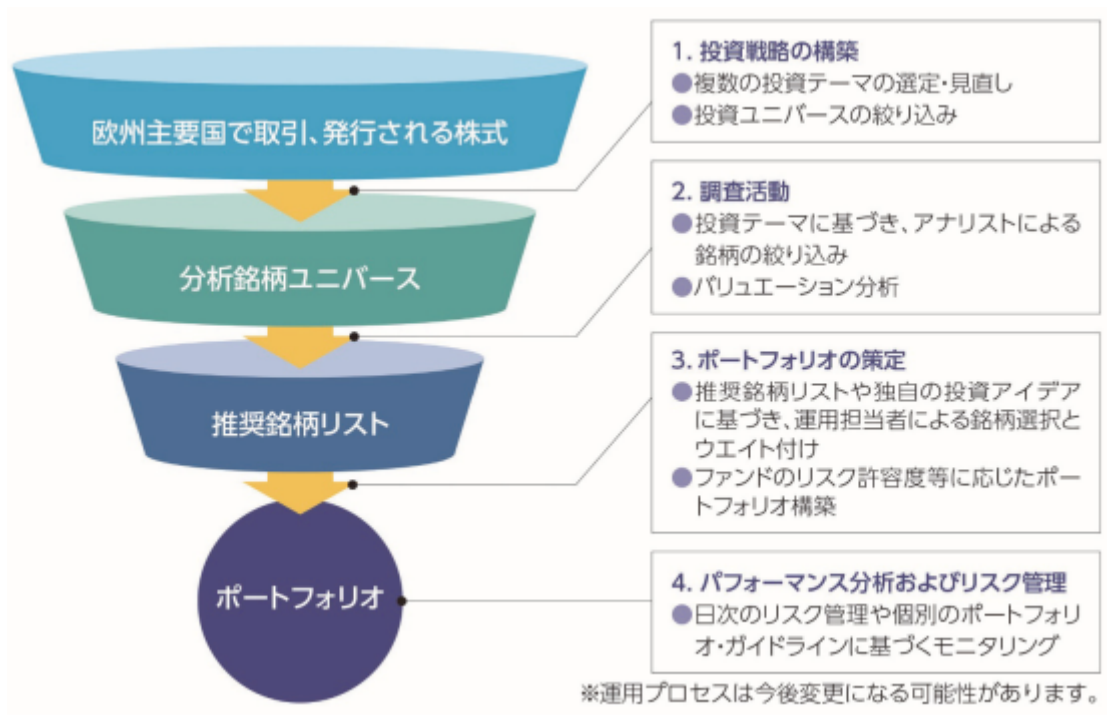 欧州主要国で取引、発行される株式
分析銘柄ユニバース
推奨銘柄リスト
ポートフォリオ
1. 投資戦略の構築
●複数の投資テーマの選定・見直し
●投資ユニバースの絞り込み
2. 調査活動
●投資テーマに基づき、アナリストによる
銘柄の絞り込み
●バリュエーション分析
3. ポートフォリオの策定
●推奨銘柄リストや独自の投資アイデア
に基づき、運用担当者による銘柄選択と
ウエイト付け
●ファンドのリスク許容度等に応じたポー
トフォリオ構築
4. パフォーマンス分析およびリスク管理
●日次のリスク管理や個別のポートフォリ
オ・ガイドラインに基づくモニタリング
※運用プロセスは今後変更になる可能性があります。